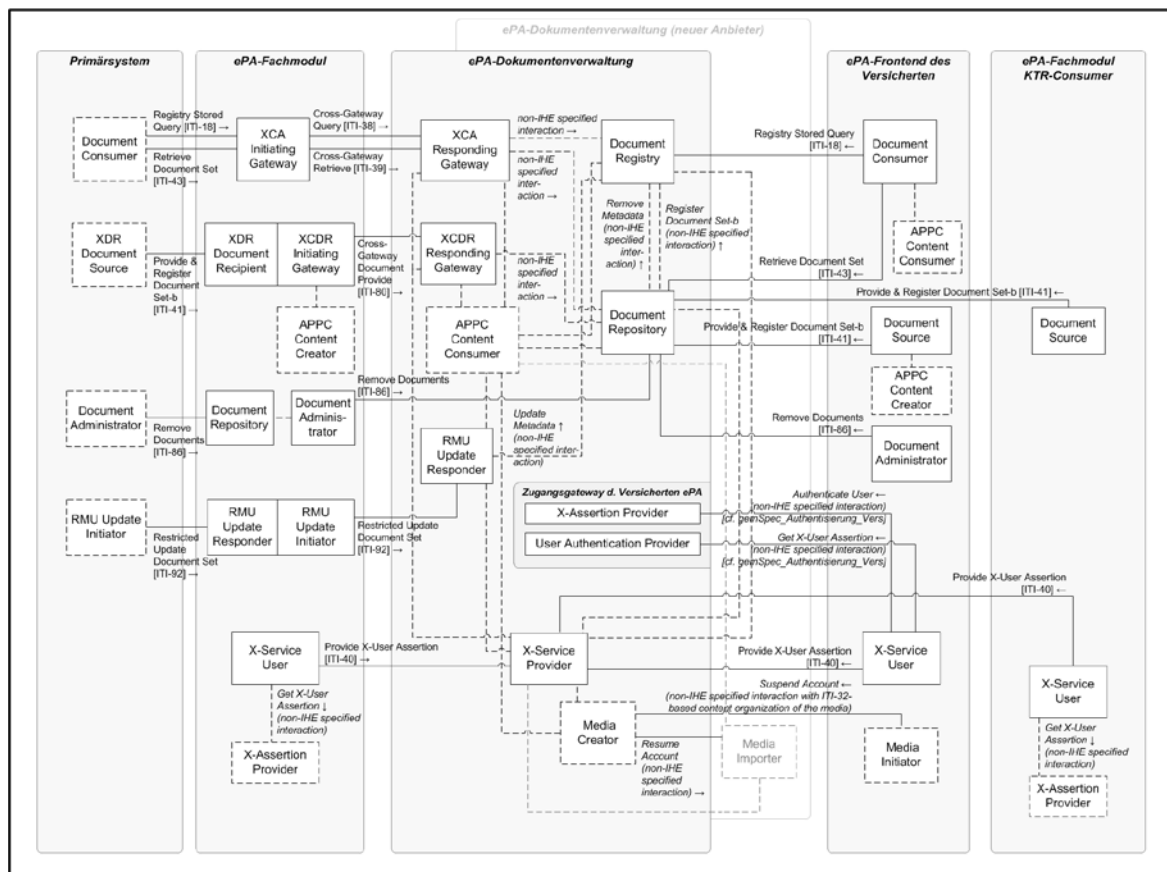 ePA-Dokumentenverwaltung (neuer Anbieter)
Primärsystem
ePA-Fachmodul
ePA-Dokumentenverwaltung
ePA-Frontend des
Versicherten
ePA-Fachmodul
KTR-Consumer
Document
Consumer
Registry Stored
Query [ITI-18] →
Retrieve
Document Set
[ITI-43] →
XCA
Initiating
Gateway
Cross-Gateway
Query [ITI-38] →
Cross-Gateway
Retrieve [ITI-39] →
XCA
Responding
Gateway
non-IHE specified
interaction →
non-IHE
specified
inter-
action →
Document
Registry
Registry Stored Query
[ITI-18] ←
Document
Consumer
APPC
Content
Consumer
Remove
Metadata
(non-IHE
specified
inter-
action) ↑
Register
Document Set-b
(non-IHE specified
interaction) ↑
XDR
Document
Source
Provide &
Register
Document
Set-b
[ITI-41] →
XDR
Document
Recipient
XCDR
Initiating
Gateway
Cross-
Gateway
Document
Provide
[ITI-80] →
XCDR
Responding
Gateway
non-IHE
specified
inter-
action →
Retrieve Document Set
[ITI-43] ←
Provide & Register Document Set-b [ITI-41] ←
APPC
Content
Creator
APPC
Content
Consumer
Document
Repository
Provide & Register Document Set-b
[ITI-41] ←
Document
Source
Document
Source
APPC
Content
Creator
Document
Administrator
Remove
Documents
[ITI-86] →
Document
Repository
Document
Adminis-
trator
Remove Documents
[ITI-86] →
Update
Metadata ↑
(non-IHE
specified inter-
action)
Remove Documents
[ITI-86] ←
Document
Administrator
RMU
Update
Responder
Zugangsgateway d. Versicherten ePA
X-Assertion Provider
User Authentication Provider
Authenticate User ←
(non-IHE specified interaction)
[cf. gemSpec_Authentisierung_Vers]
Get X-User Assertion ←
(non-IHE specified interaction)
[cf. gemSpec_Authentisierung_Vers]
RMU Update
Initiator
Restricted
Update
Document Set
[ITI-92] →
RMU
Update
Responder
RMU
Update
Initiator
Restricted Update
Document Set
[ITI-92] →
Provide X-User Assertion
[ITI-40] ←
X-Service
User
Provide X-User Assertion
[ITI-40] →
X-Service
Provider
Provide X-User Assertion
[ITI-40] ←
X-Service
User
Get X-User
Assertion ↓
(non-IHE specified
interaction)
X-Assertion
Provider
Suspend Account ←
(non-IHE specified interaction with ITI-32-
based content organization of the media)
Media
Creator
Resume
Account
(non-IHE
specified
interaction) →
Media
Importer
Media
Initiator
X-Service
User
Get X-User
Assertion ↓
(non-IHE specified
interaction)
X-Assertion
Provider